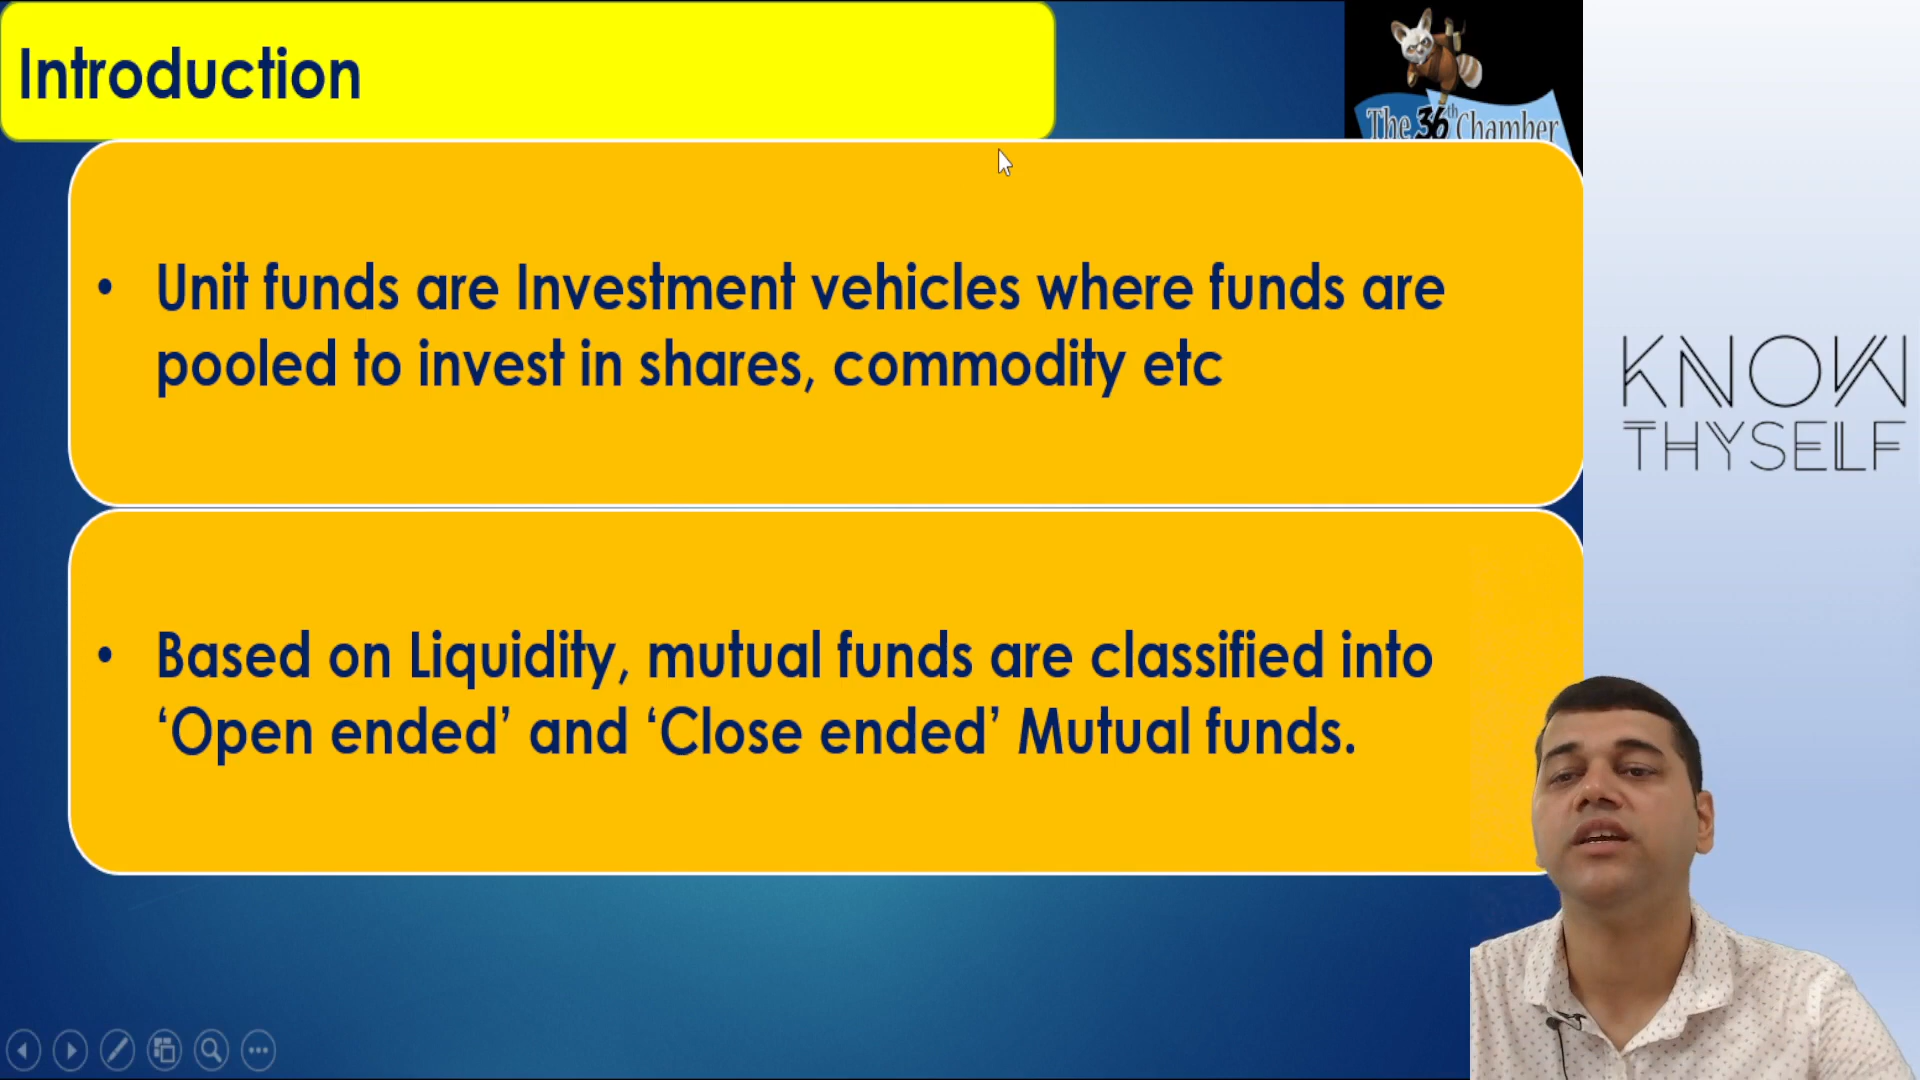 Introduction
The 36th Chamber
• Unit funds are Investment vehicles where funds are
pooled to invest in shares, commodity etc
• Based on Liquidity, mutual funds are classified into
‘Open ended’ and ‘Close ended’ Mutual funds.
KNOW
THYSELF